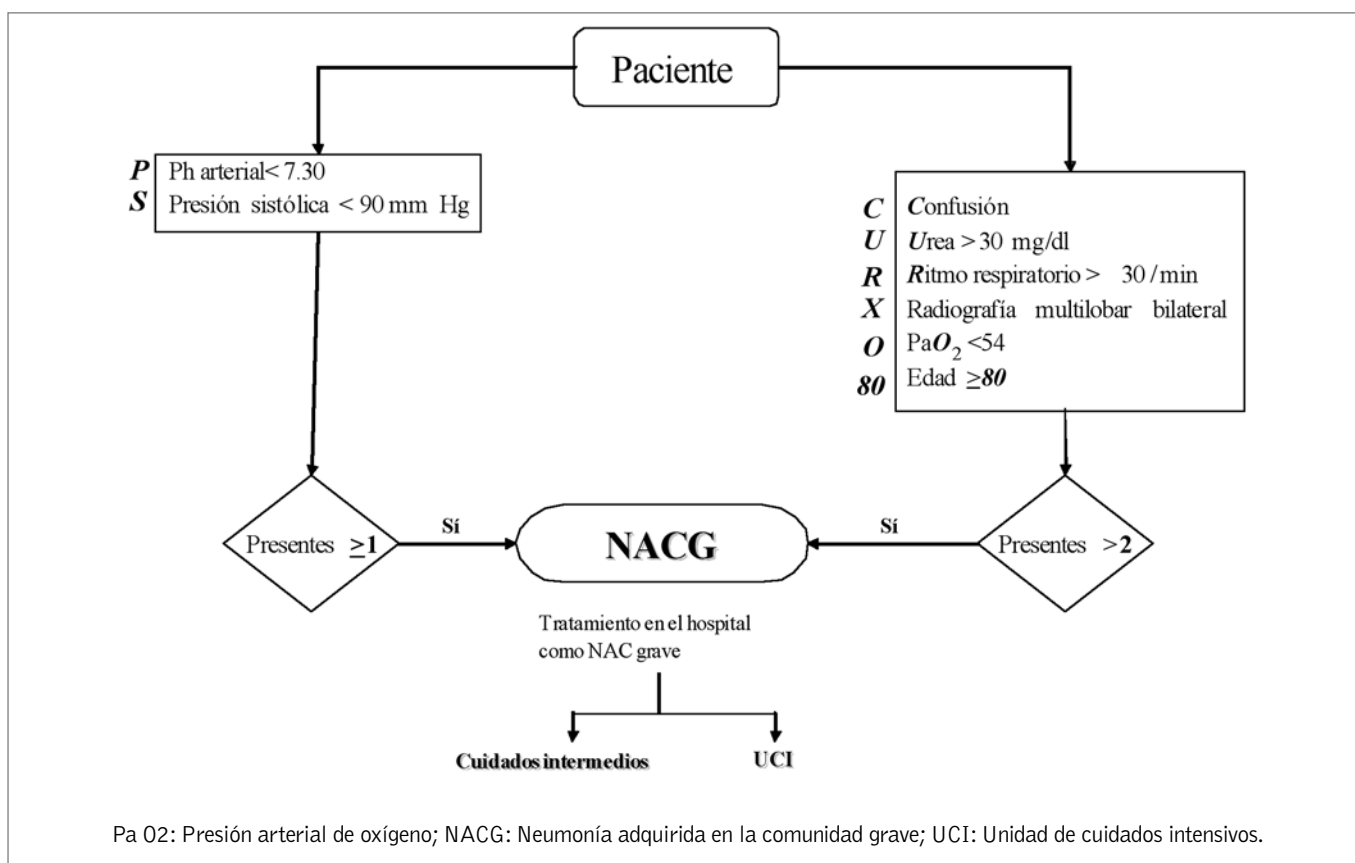 Paciente
P Ph arterial< 7.30
S Presión sistólica < 90 mm Hg
C Confusión
U Urea > 30 mg/dl
R Ritmo respiratorio > 30 /min
X Radiografía multilobar bilateral
O PaO₂ <54
80 Edad ≥80
Presentes ≥1
Sí
NACG
Sí
Presentes >2
Tratamiento en el hospital
como NAC grave
Cuidados intermedios
UCI
Pa O2: Presión arterial de oxígeno; NACG: Neumonía adquirida en la comunidad grave; UCI: Unidad de cuidados intensivos.